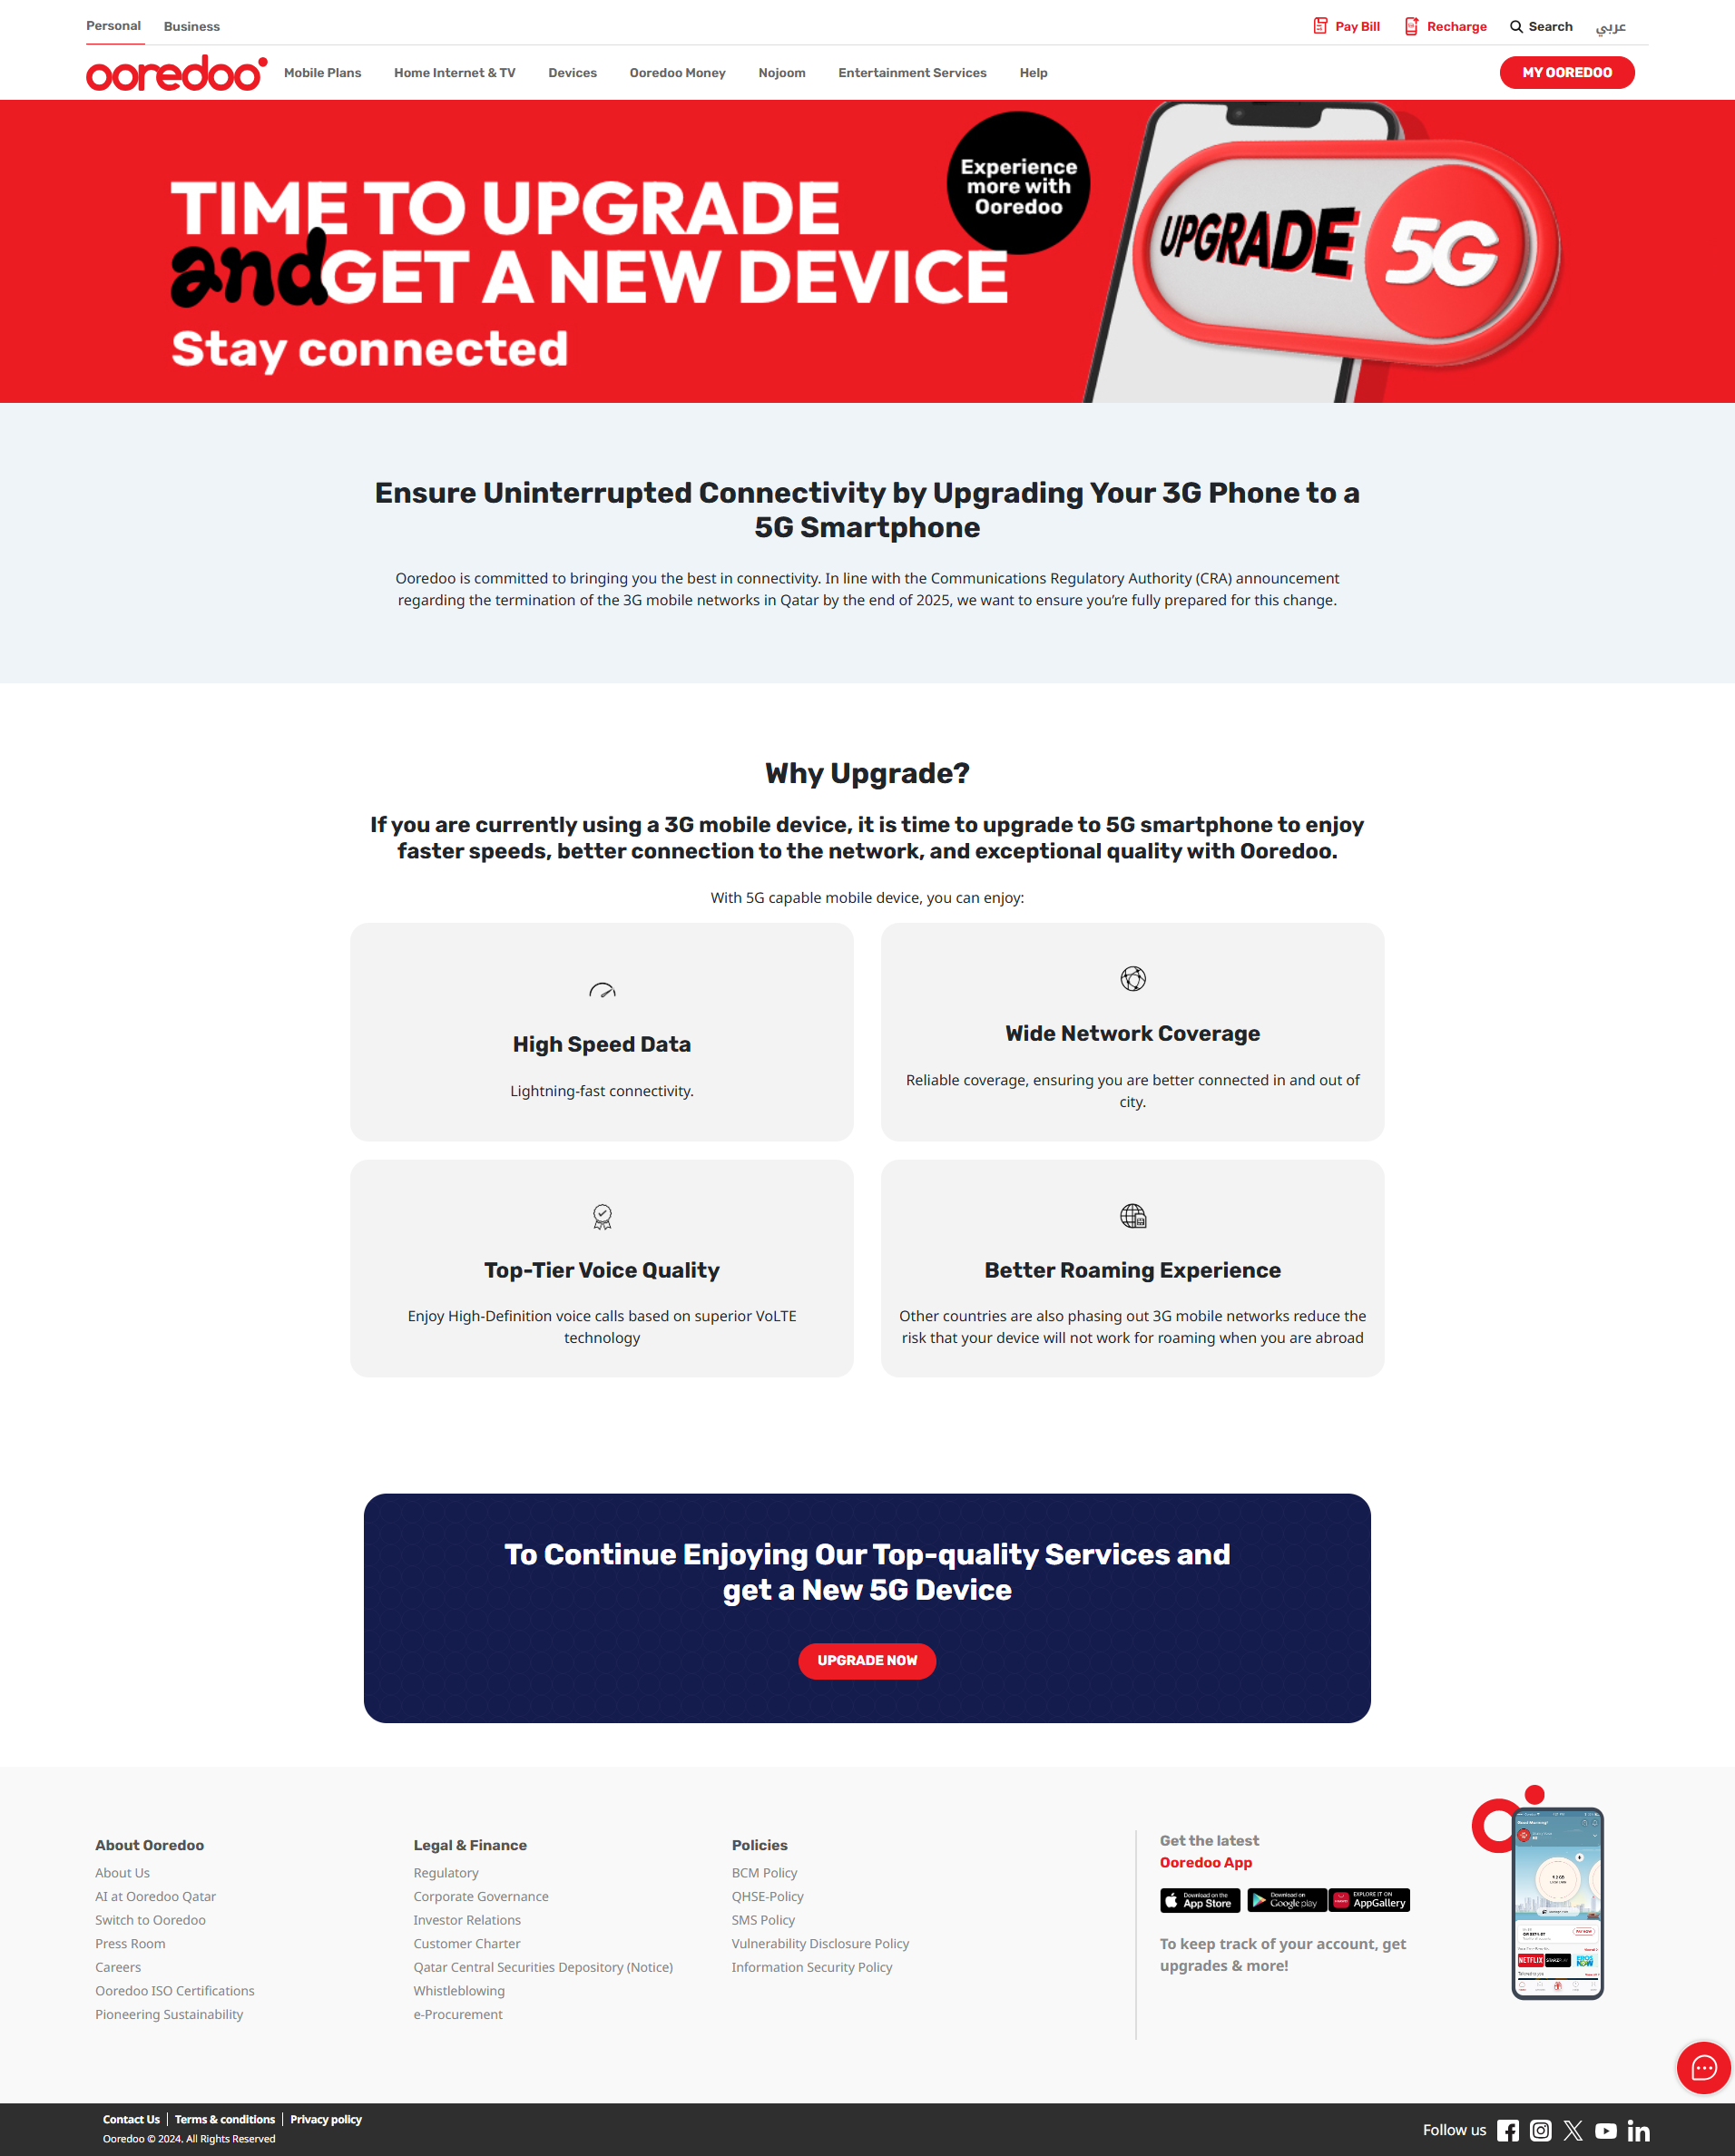 Personal
Business
Pay Bill
Recharge
Search
عربي
ooredoo
Mobile Plans
Home Internet & TV
Devices
Ooredoo Money
Nojoom
Entertainment Services
Help
MY OOREDOO
TIME TO UPGRADE
and GET A NEW DEVICE
Stay connected
Experience
more with
Ooredoo
UPGRADE 5G
Ensure Uninterrupted Connectivity by Upgrading Your 3G Phone to a
5G Smartphone
Ooredoo is committed to bringing you the best in connectivity. In line with the Communications Regulatory Authority (CRA) announcement
regarding the termination of the 3G mobile networks in Qatar by the end of 2025, we want to ensure you’re fully prepared for this change.
Why Upgrade?
If you are currently using a 3G mobile device, it is time to upgrade to 5G smartphone to enjoy
faster speeds, better connection to the network, and exceptional quality with Ooredoo.
With 5G capable mobile device, you can enjoy:
High Speed Data
Lightning-fast connectivity.
Wide Network Coverage
Reliable coverage, ensuring you are better connected in and out of
city.
Top-Tier Voice Quality
Enjoy High-Definition voice calls based on superior VoLTE
technology
Better Roaming Experience
Other countries are also phasing out 3G mobile networks reduce the
risk that your device will not work for roaming when you are abroad
To Continue Enjoying Our Top-quality Services and
get a New 5G Device
UPGRADE NOW
About Ooredoo
About Us
AI at Ooredoo Qatar
Switch to Ooredoo
Press Room
Careers
Ooredoo ISO Certifications
Pioneering Sustainability
Legal & Finance
Regulatory
Corporate Governance
Investor Relations
Customer Charter
Qatar Central Securities Depository (Notice)
Whistleblowing
e-Procurement
Policies
BCM Policy
QHSE-Policy
SMS Policy
Vulnerability Disclosure Policy
Information Security Policy
Get the latest
Ooredoo App
Download on the
App Store
Download on
Google play
EXPLORE IT ON
AppGallery
To keep track of your account, get
upgrades & more!
NETFLIX
EROS
NOW
Contact Us
Terms & conditions
Privacy policy
Ooredoo © 2024. All Rights Reserved
Follow us